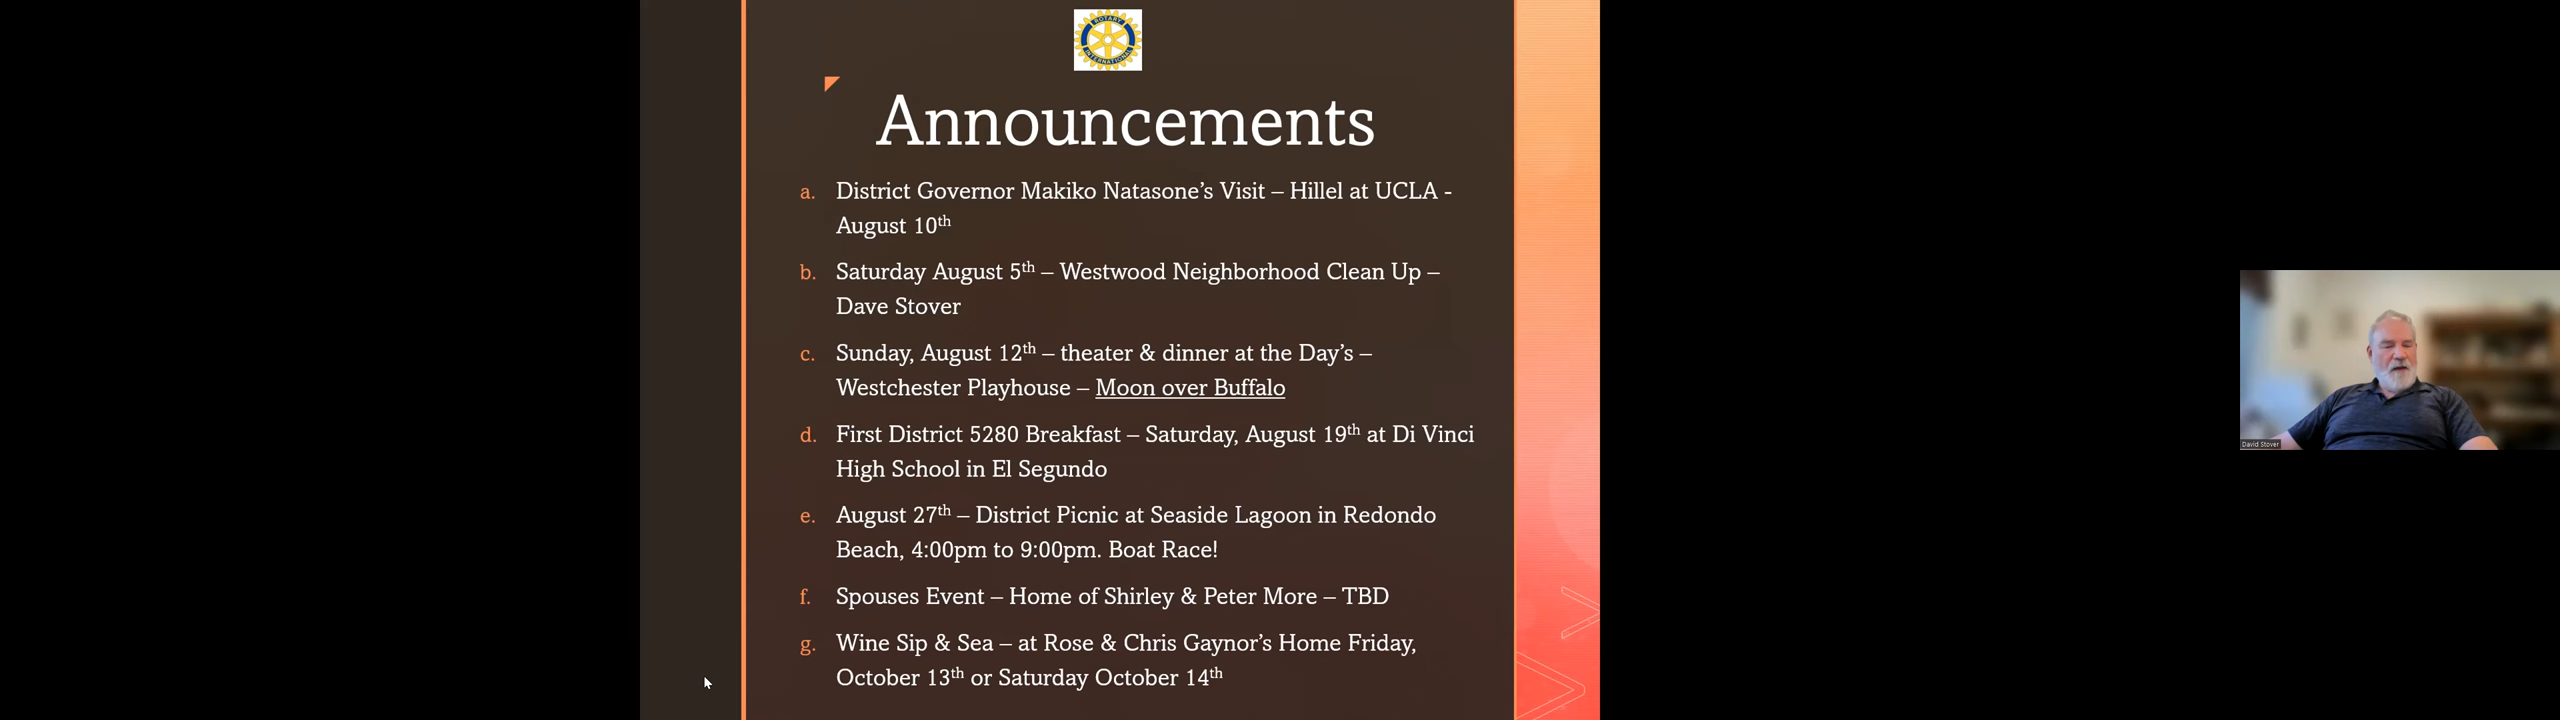 ROTARY
INTERNATIONAL
Announcements
a. District Governor Makiko Natasone’s Visit – Hillel at UCLA -
August 10th
b. Saturday August 5th – Westwood Neighborhood Clean Up –
Dave Stover
c. Sunday, August 12th – theater & dinner at the Day’s –
Westchester Playhouse – Moon over Buffalo
d. First District 5280 Breakfast – Saturday, August 19th at Di Vinci
High School in El Segundo
e. August 27th – District Picnic at Seaside Lagoon in Redondo
Beach, 4:00pm to 9:00pm. Boat Race!
f. Spouses Event – Home of Shirley & Peter More – TBD
g. Wine Sip & Sea – at Rose & Chris Gaynor’s Home Friday,
October 13th or Saturday October 14th
David Stover